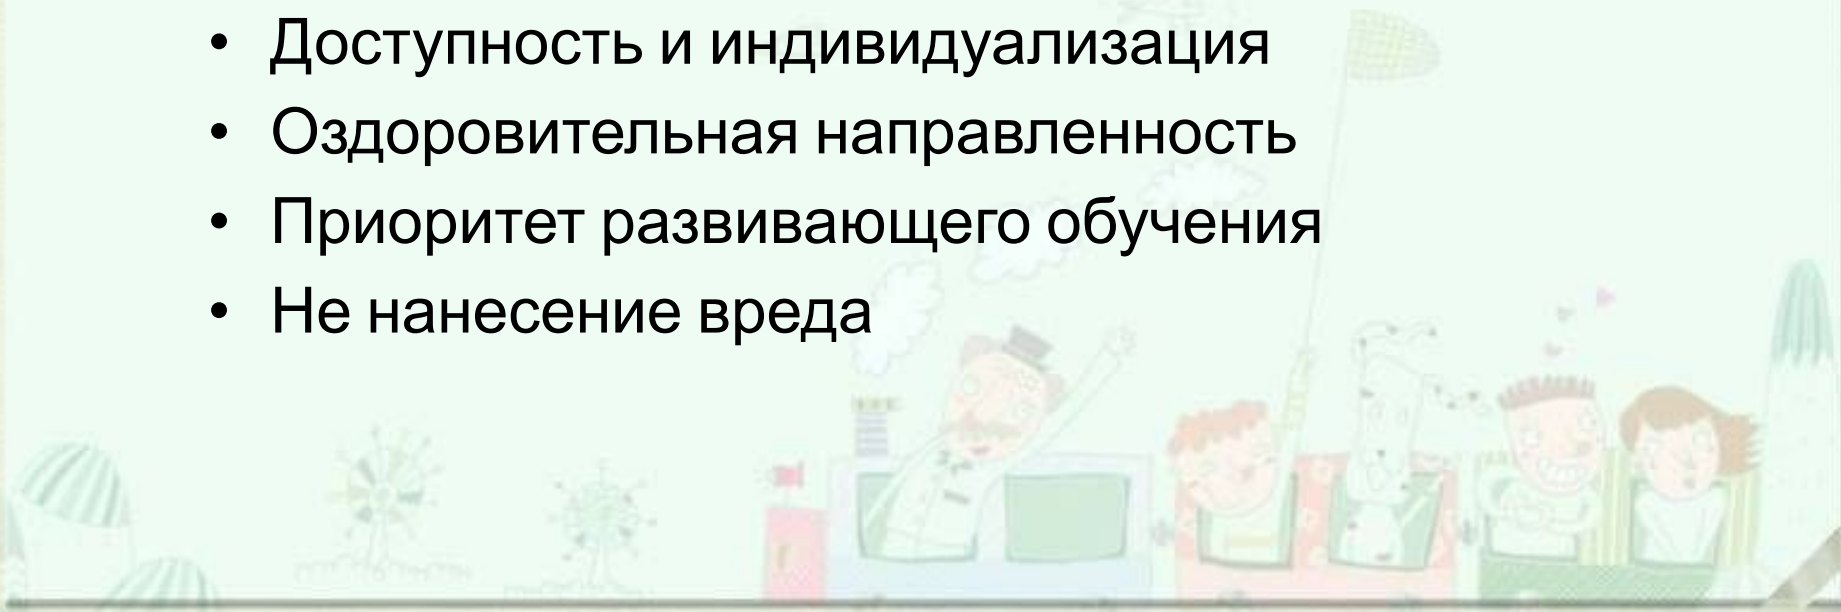 • Доступность и индивидуализация
• Оздоровительная направленность
• Приоритет развивающего обучения
• Не нанесение вреда